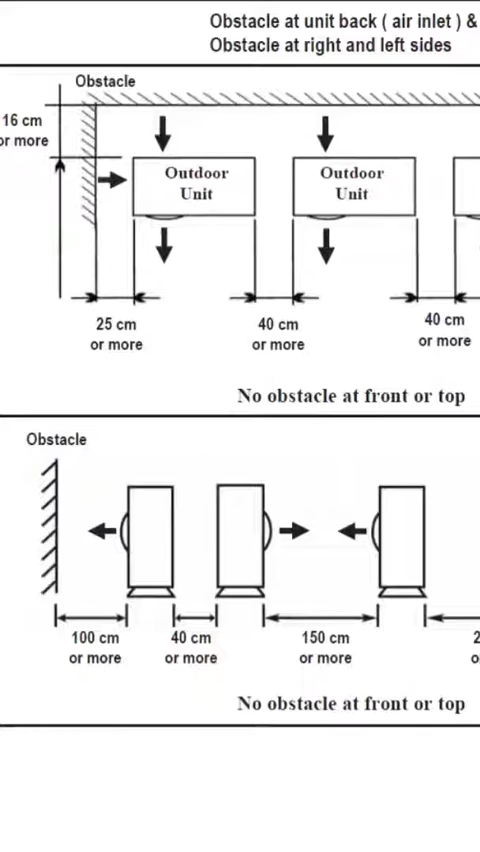 Obstacle at unit back ( air inlet ) &
Obstacle at right and left sides
Obstacle
16 cm
or more
Outdoor
Unit
Outdoor
Unit
25 cm
or more
40 cm
or more
40 cm
or more
No obstacle at front or top
Obstacle
100 cm
or more
40 cm
or more
150 cm
or more
2
o
No obstacle at front or top